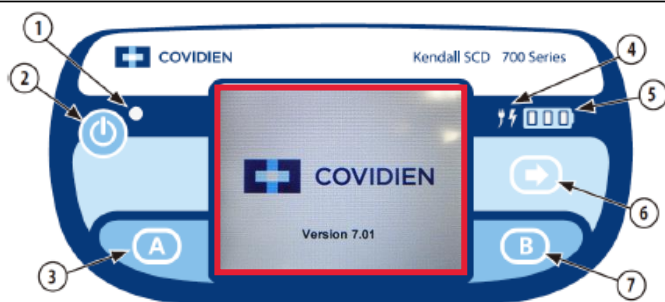 1
COVIDIEN
Kendall SCD 700 Series
4
2
5
COVIDIEN
Version 7.01
6
A
B
3
7